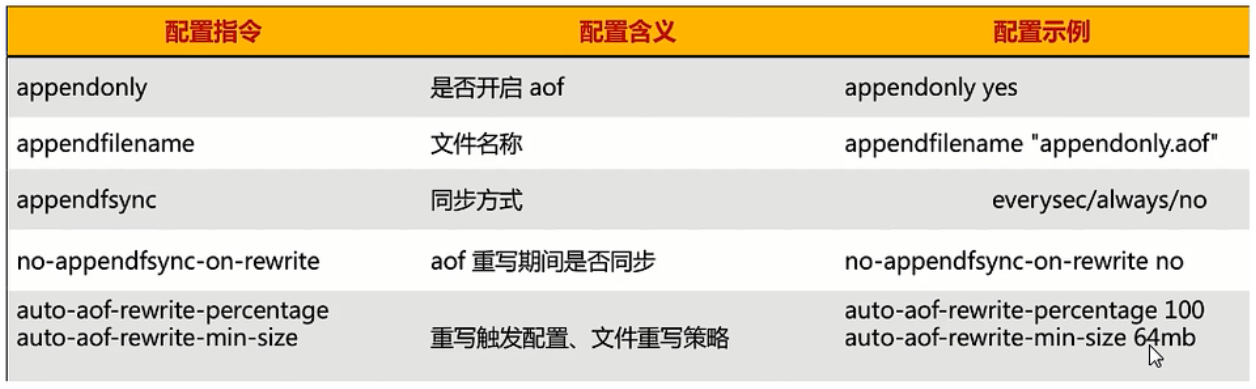 配置指令 配置含义 配置示例
appendonly 是否开启 aof appendonly yes
appendfilename 文件名称 appendfilename "appendonly.aof"
appendfsync 同步方式 everysec/always/no
no-appendfsync-on-rewrite aof 重写期间是否同步 no-appendfsync-on-rewrite no
auto-aof-rewrite-percentage
auto-aof-rewrite-min-size
重写触发配置、文件重写策略
auto-aof-rewrite-percentage 100
auto-aof-rewrite-min-size 64mb